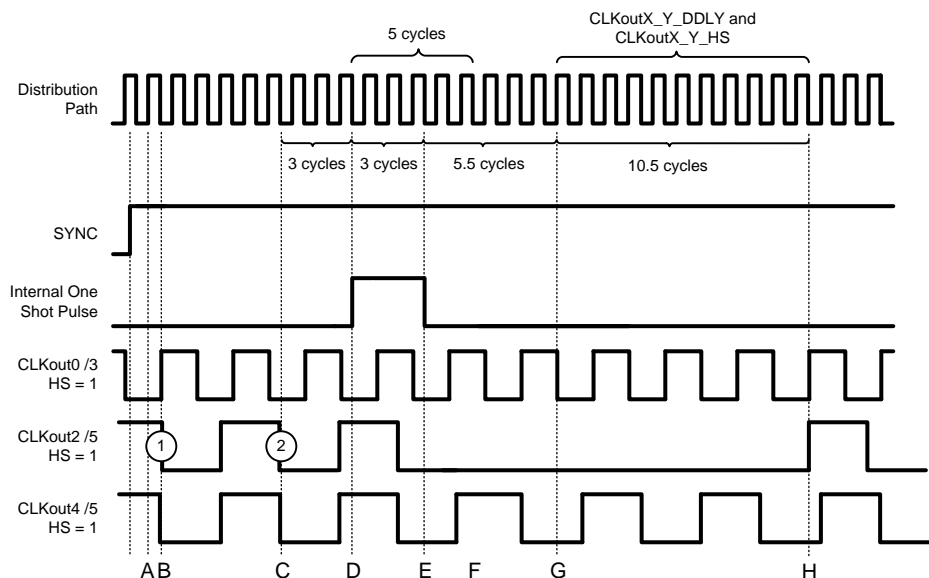 CLKoutX_Y_DDLY and
CLKoutX_Y_HS
5 cycles
Distribution
Path
3 cycles
3 cycles
5.5 cycles
10.5 cycles
SYNC
Internal One
Shot Pulse
CLKout0 /3
HS = 1
CLKout2 /5
HS = 1
1
2
CLKout4 /5
HS = 1
A
B
C
D
E
F
G
H